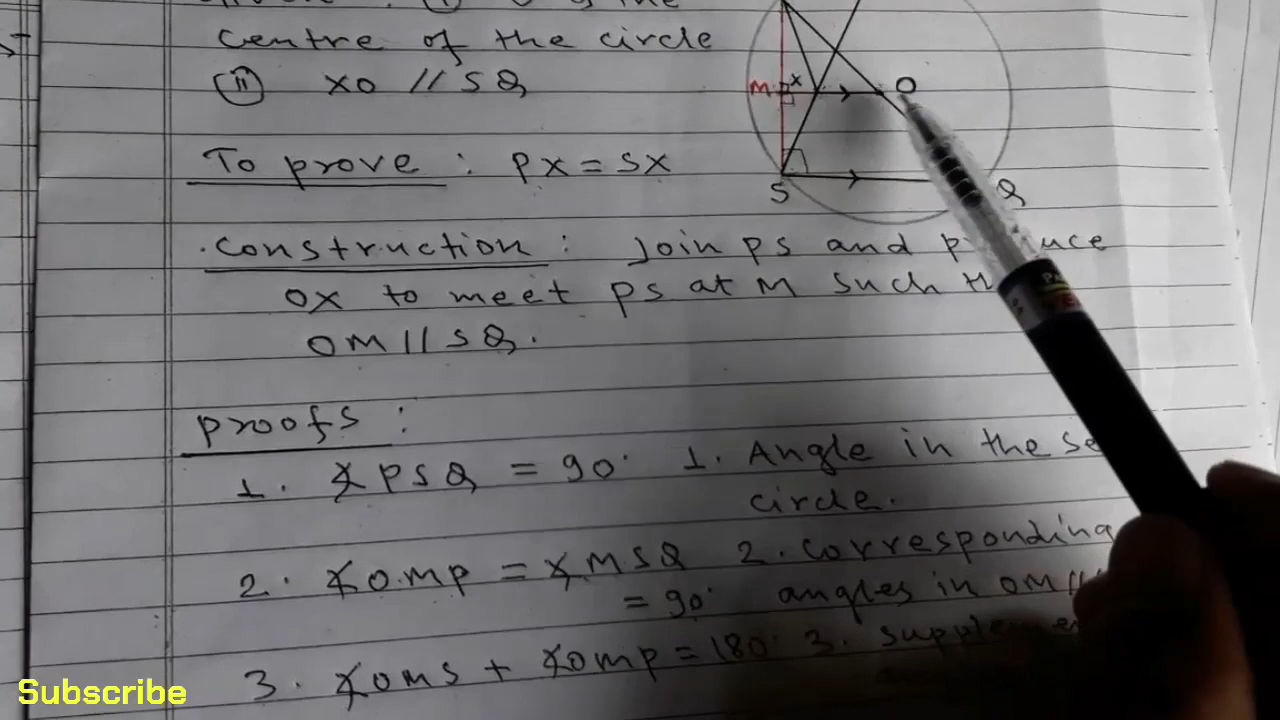 centre of the circle
(ii) XO // SQ
To prove : PX = SX
Construction : Join PS and
OX to meet PS at M such
OM // SQ.
Proofs :
1. ∡PSQ = 90° 1. Angle in the
circle.
2. ∡OMP = ∡MSQ 2. corresponding
= 90° angles in OM//
3. ∡OMS + ∡OMP = 180° 3.
M
X
O
S
Q
Subscribe